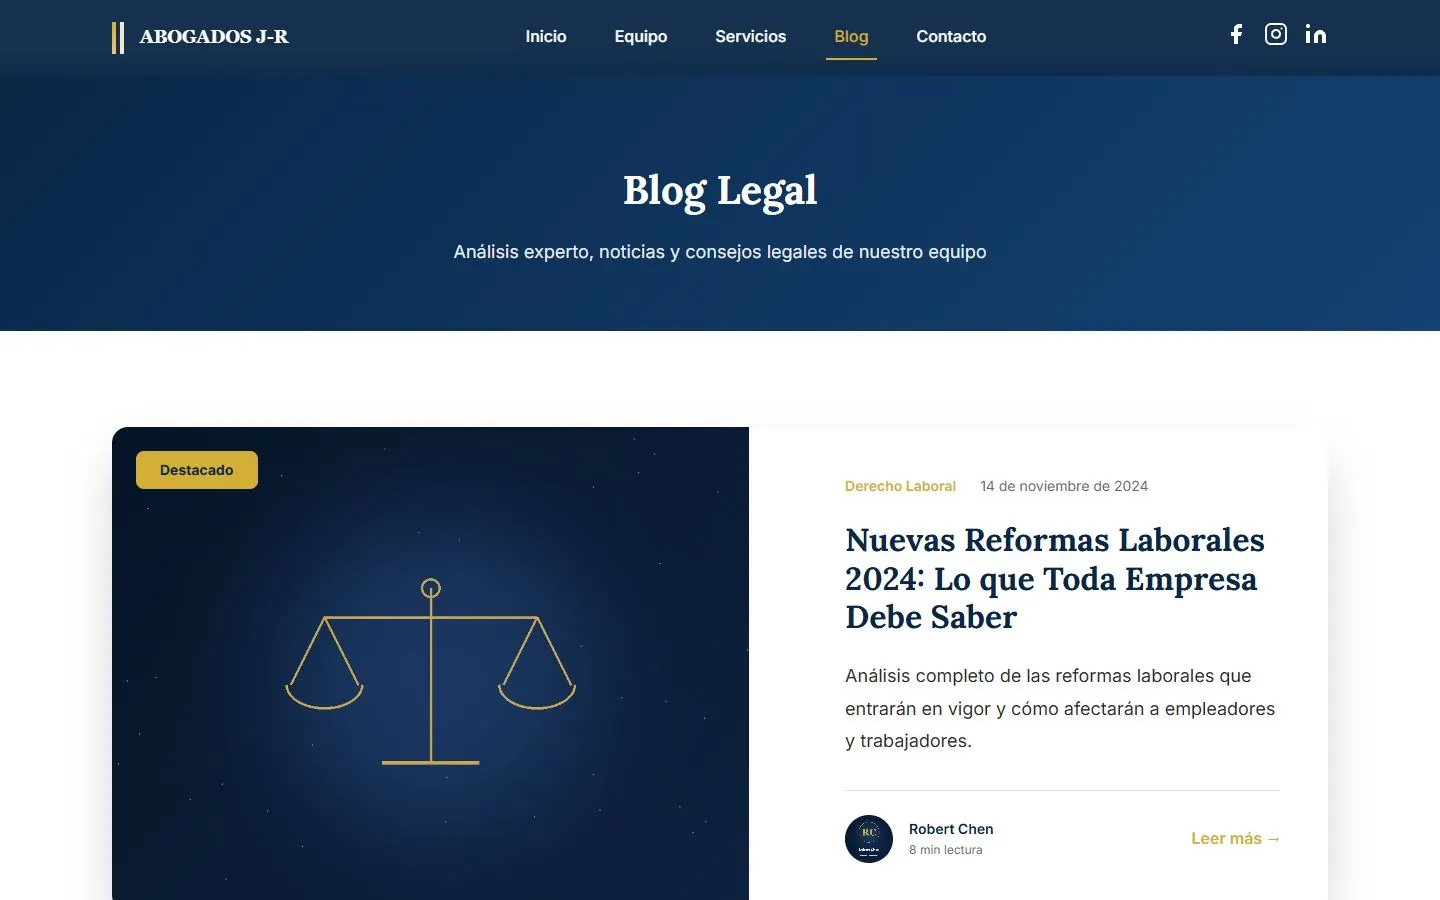 ABOGADOS J-R
Inicio
Equipo
Servicios
Blog
Contacto
Blog Legal
Análisis experto, noticias y consejos legales de nuestro equipo
Destacado
Derecho Laboral
14 de noviembre de 2024
Nuevas Reformas Laborales
2024: Lo que Toda Empresa
Debe Saber
Análisis completo de las reformas laborales que
entrarán en vigor y cómo afectarán a empleadores
y trabajadores.
RC
Robert Chen
8 min lectura
Leer más →